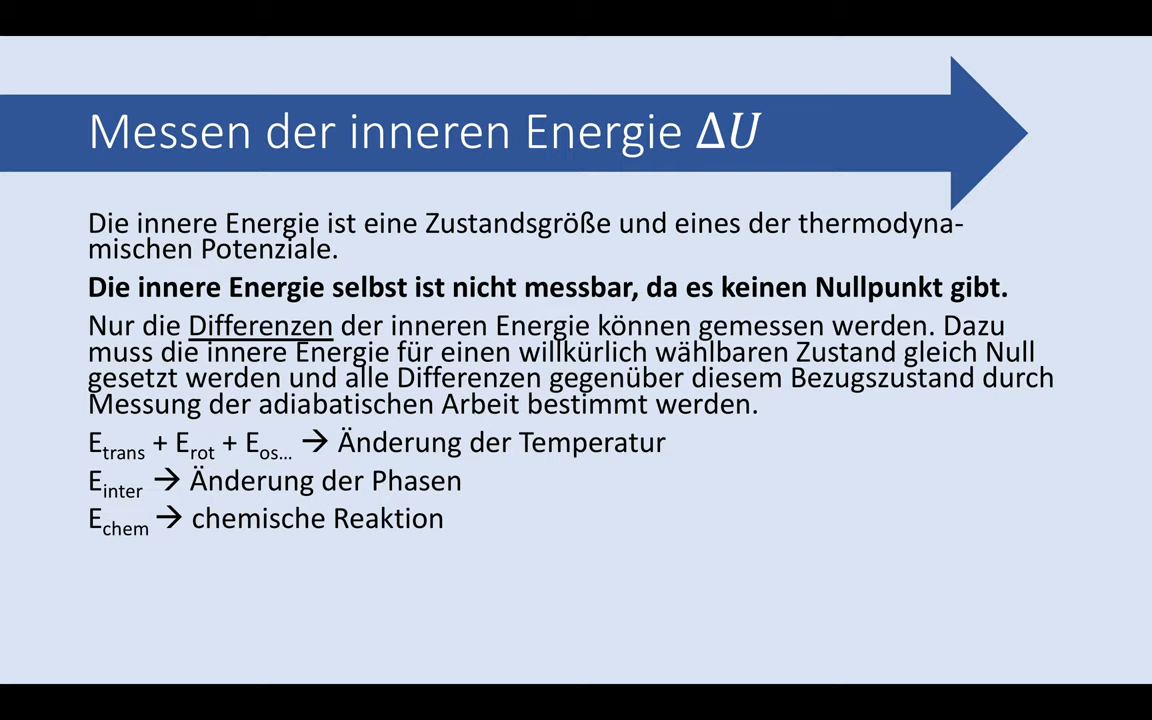 Messen der inneren Energie Δ𝑈
Die innere Energie ist eine Zustandsgröße und eines der thermodyna-
mischen Potenziale.
Die innere Energie selbst ist nicht messbar, da es keinen Nullpunkt gibt.
Nur die Differenzen der inneren Energie können gemessen werden. Dazu
muss die innere Energie für einen willkürlich wählbaren Zustand gleich Null
gesetzt werden und alle Differenzen gegenüber diesem Bezugszustand durch
Messung der adiabatischen Arbeit bestimmt werden.
Etrans + Erot + Eos… → Änderung der Temperatur
Einter → Änderung der Phasen
Echem → chemische Reaktion